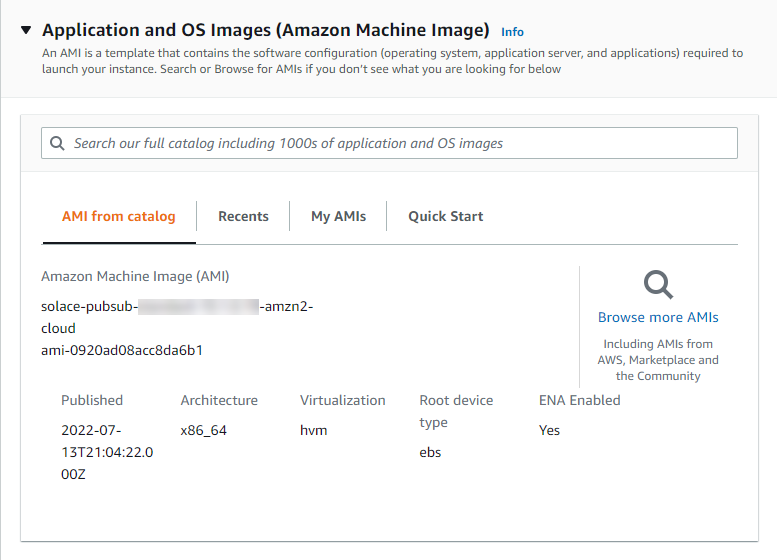 Application and OS Images (Amazon Machine Image) Info
An AMI is a template that contains the software configuration (operating system, application server, and applications) required to
launch your instance. Search or Browse for AMIs if you don’t see what you are looking for below
Search our full catalog including 1000s of application and OS images
AMI from catalog
Recents
My AMIs
Quick Start
Amazon Machine Image (AMI)
solace-pubsub- -amzn2-
cloud
ami-0920ad08acc8da6b1
Browse more AMIs
Including AMIs from
AWS, Marketplace and
the Community
Published
2022-07-
13T21:04:22.0
00Z
Architecture
x86_64
Virtualization
hvm
Root device
type
ebs
ENA Enabled
Yes